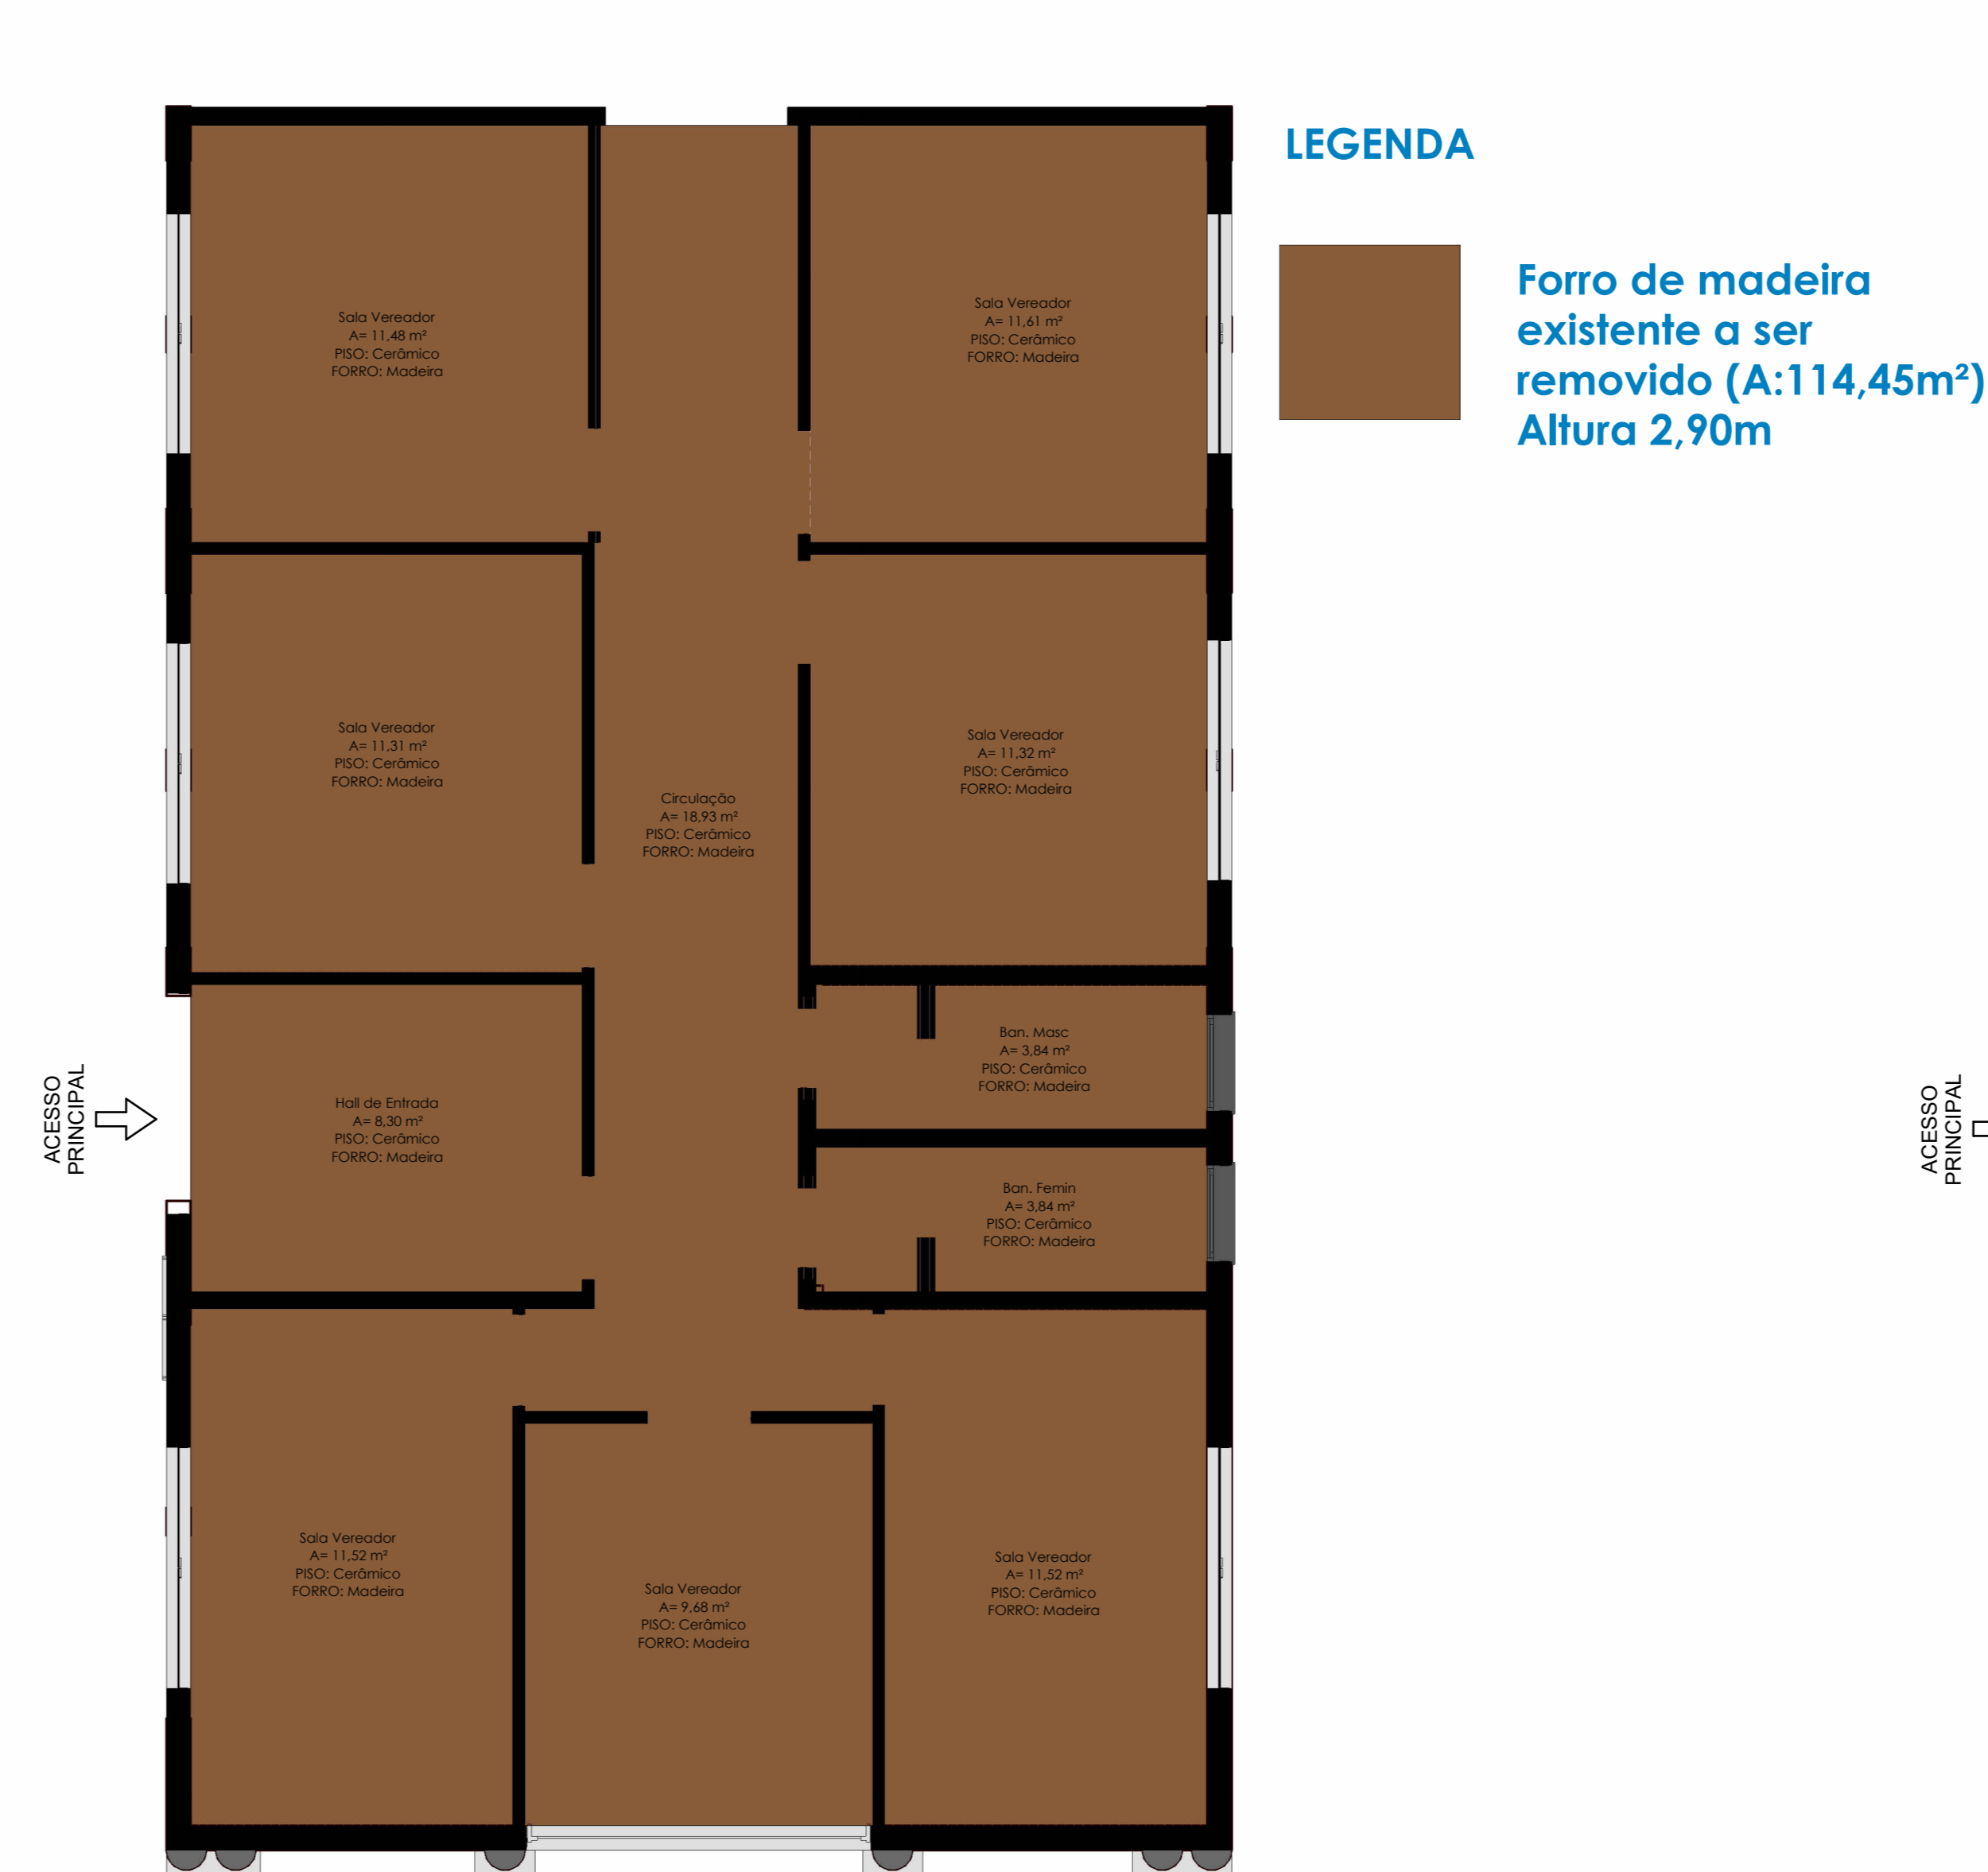 LEGENDA
Forro de madeira
existente a ser
removido (A:114,45m²)
Altura 2,90m
Sala Vereador
A= 11,48 m²
PISO: Cerâmico
FORRO: Madeira
Sala Vereador
A= 11,61 m²
PISO: Cerâmico
FORRO: Madeira
Sala Vereador
A= 11,31 m²
PISO: Cerâmico
FORRO: Madeira
Sala Vereador
A= 11,32 m²
PISO: Cerâmico
FORRO: Madeira
Circulação
A= 18,93 m²
PISO: Cerâmico
FORRO: Madeira
Ban. Masc
A= 3,84 m²
PISO: Cerâmico
FORRO: Madeira
ACESSO
PRINCIPAL
Hall de Entrada
A= 8,30 m²
PISO: Cerâmico
FORRO: Madeira
ACESSO
PRINCIPAL
Ban. Femin
A= 3,84 m²
PISO: Cerâmico
FORRO: Madeira
Sala Vereador
A= 11,52 m²
PISO: Cerâmico
FORRO: Madeira
Sala Vereador
A= 9,68 m²
PISO: Cerâmico
FORRO: Madeira
Sala Vereador
A= 11,52 m²
PISO: Cerâmico
FORRO: Madeira